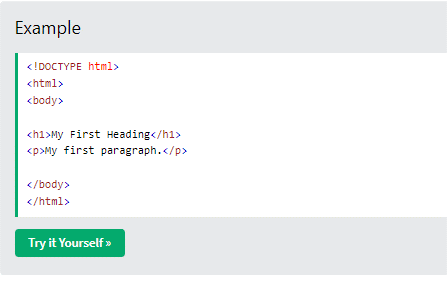 Example
<!DOCTYPE html>
<html>
<body>
<h1>My First Heading</h1>
<p>My first paragraph.</p>
</body>
</html>
Try it Yourself »